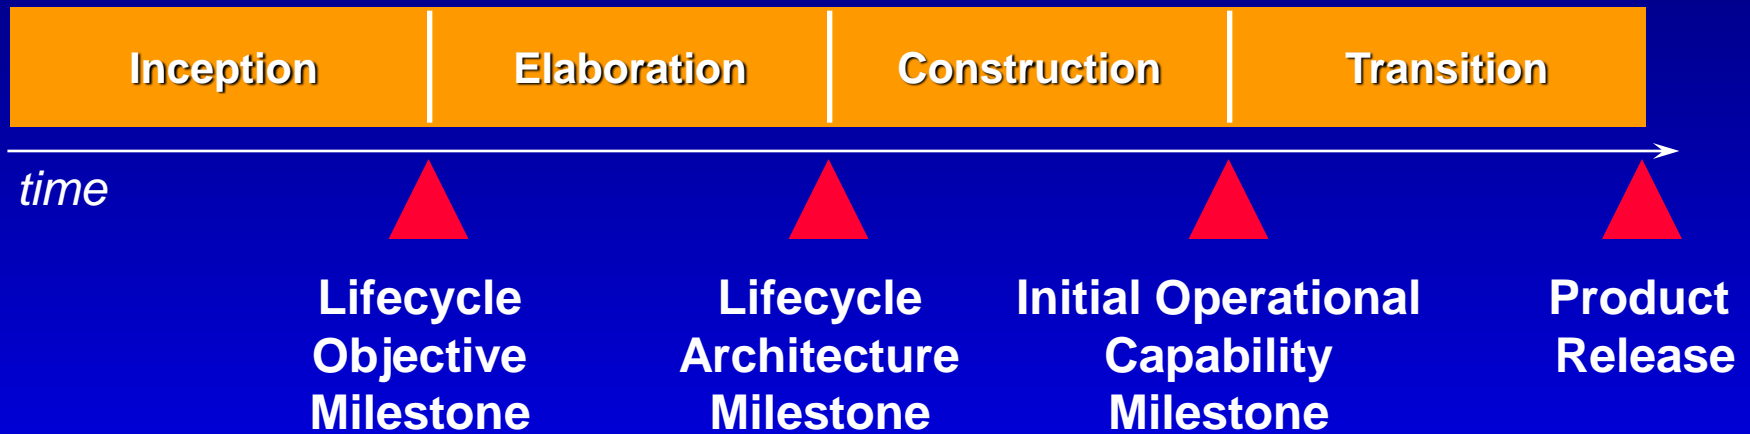 Inception
Elaboration
Construction
Transition
time
Lifecycle
Objective
Milestone
Lifecycle
Architecture
Milestone
Initial Operational
Capability
Milestone
Product
Release